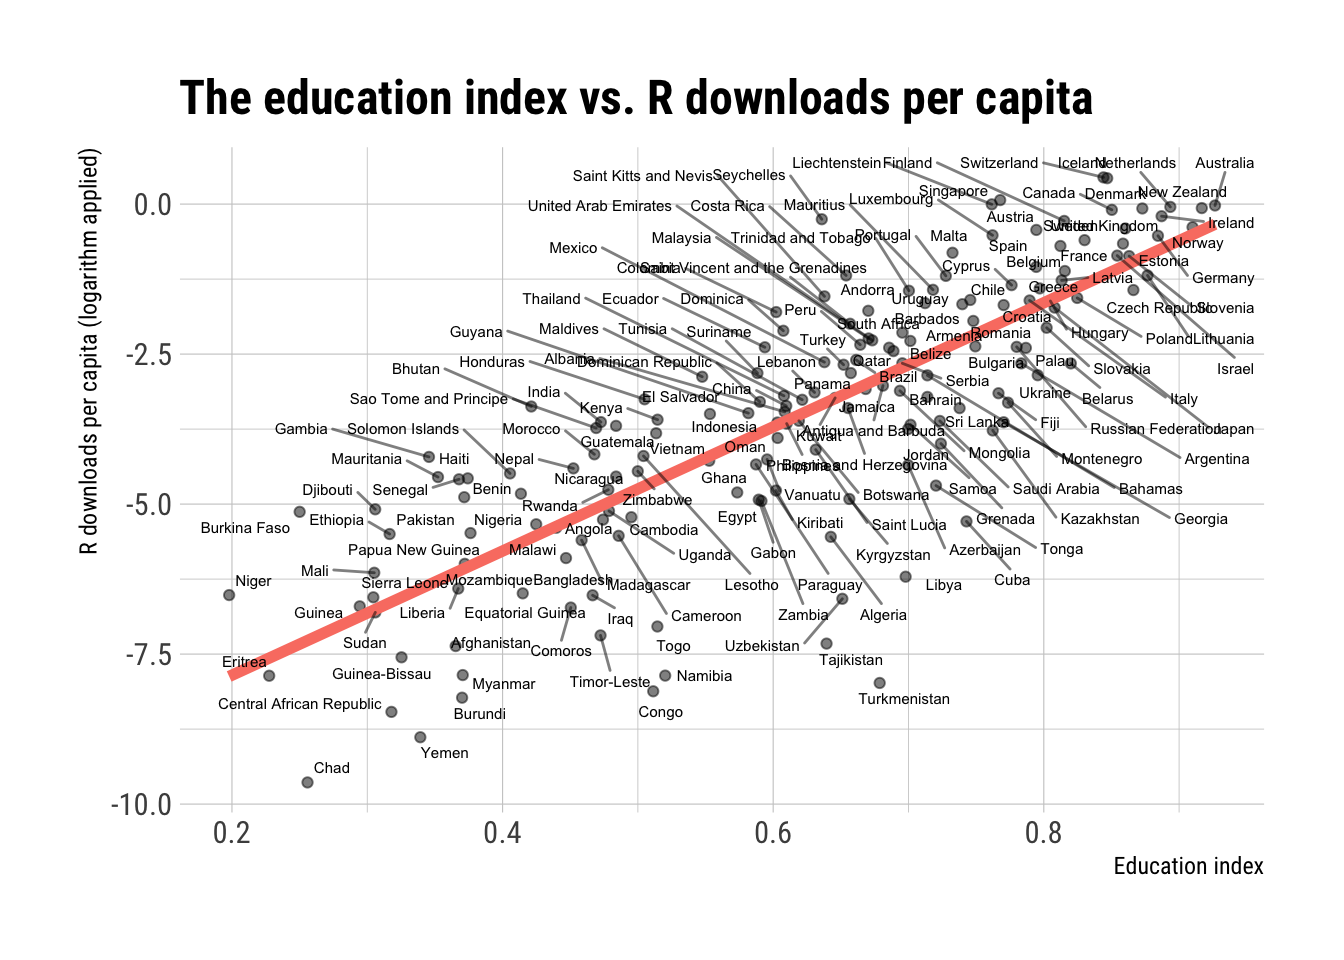 The education index vs. R downloads per capita
R downloads per capita (logarithm applied)
0.0
-2.5
-5.0
-7.5
-10.0
Liechtenstein
Finland
Switzerland
Iceland
Netherlands
Australia
Saint Kitts and Nevis
Seychelles
Singapore
Canada
Denmark
New Zealand
United Arab Emirates
Costa Rica
Mauritius
Luxembourg
Austria
Sweden
United Kingdom
Ireland
Malaysia
Trinidad and Tobago
Portugal
Malta
Spain
Norway
Mexico
Colombia
Saint Vincent and the Grenadines
Cyprus
Belgium
France
Estonia
Latvia
Germany
Thailand
Ecuador
Dominica
Peru
Andorra
Uruguay
Chile
Greece
Czech Republic
Slovenia
Guyana
Maldives
Tunisia
Suriname
South Africa
Barbados
Croatia
Turkey
Armenia
Romania
Hungary
Poland
Lithuania
Bhutan
Honduras
Albania
Dominican Republic
Lebanon
Qatar
Belize
Bulgaria
Palau
Slovakia
Israel
India
China
Panama
Brazil
Serbia
Sao Tome and Principe
Kenya
El Salvador
Jamaica
Bahrain
Ukraine
Belarus
Italy
Gambia
Solomon Islands
Morocco
Guatemala
Indonesia
Kuwait
Antigua and Barbuda
Sri Lanka
Fiji
Russian Federation
Japan
Mauritania
Haiti
Nepal
Vietnam
Oman
Philippines
Bosnia and Herzegovina
Jordan
Mongolia
Montenegro
Argentina
Djibouti
Senegal
Benin
Nicaragua
Ghana
Rwanda
Zimbabwe
Vanuatu
Botswana
Samoa
Saudi Arabia
Bahamas
Burkina Faso
Ethiopia
Pakistan
Nigeria
Angola
Cambodia
Egypt
Kiribati
Saint Lucia
Grenada
Kazakhstan
Georgia
Papua New Guinea
Malawi
Uganda
Gabon
Kyrgyzstan
Azerbaijan
Tonga
Niger
Mali
Sierra Leone
Mozambique
Bangladesh
Madagascar
Lesotho
Paraguay
Libya
Cuba
Guinea
Liberia
Equatorial Guinea
Iraq
Cameroon
Zambia
Algeria
Sudan
Afghanistan
Comoros
Togo
Uzbekistan
Tajikistan
Eritrea
Guinea-Bissau
Myanmar
Timor-Leste
Namibia
Central African Republic
Burundi
Congo
Turkmenistan
Yemen
Chad
0.2
0.4
0.6
0.8
Education index